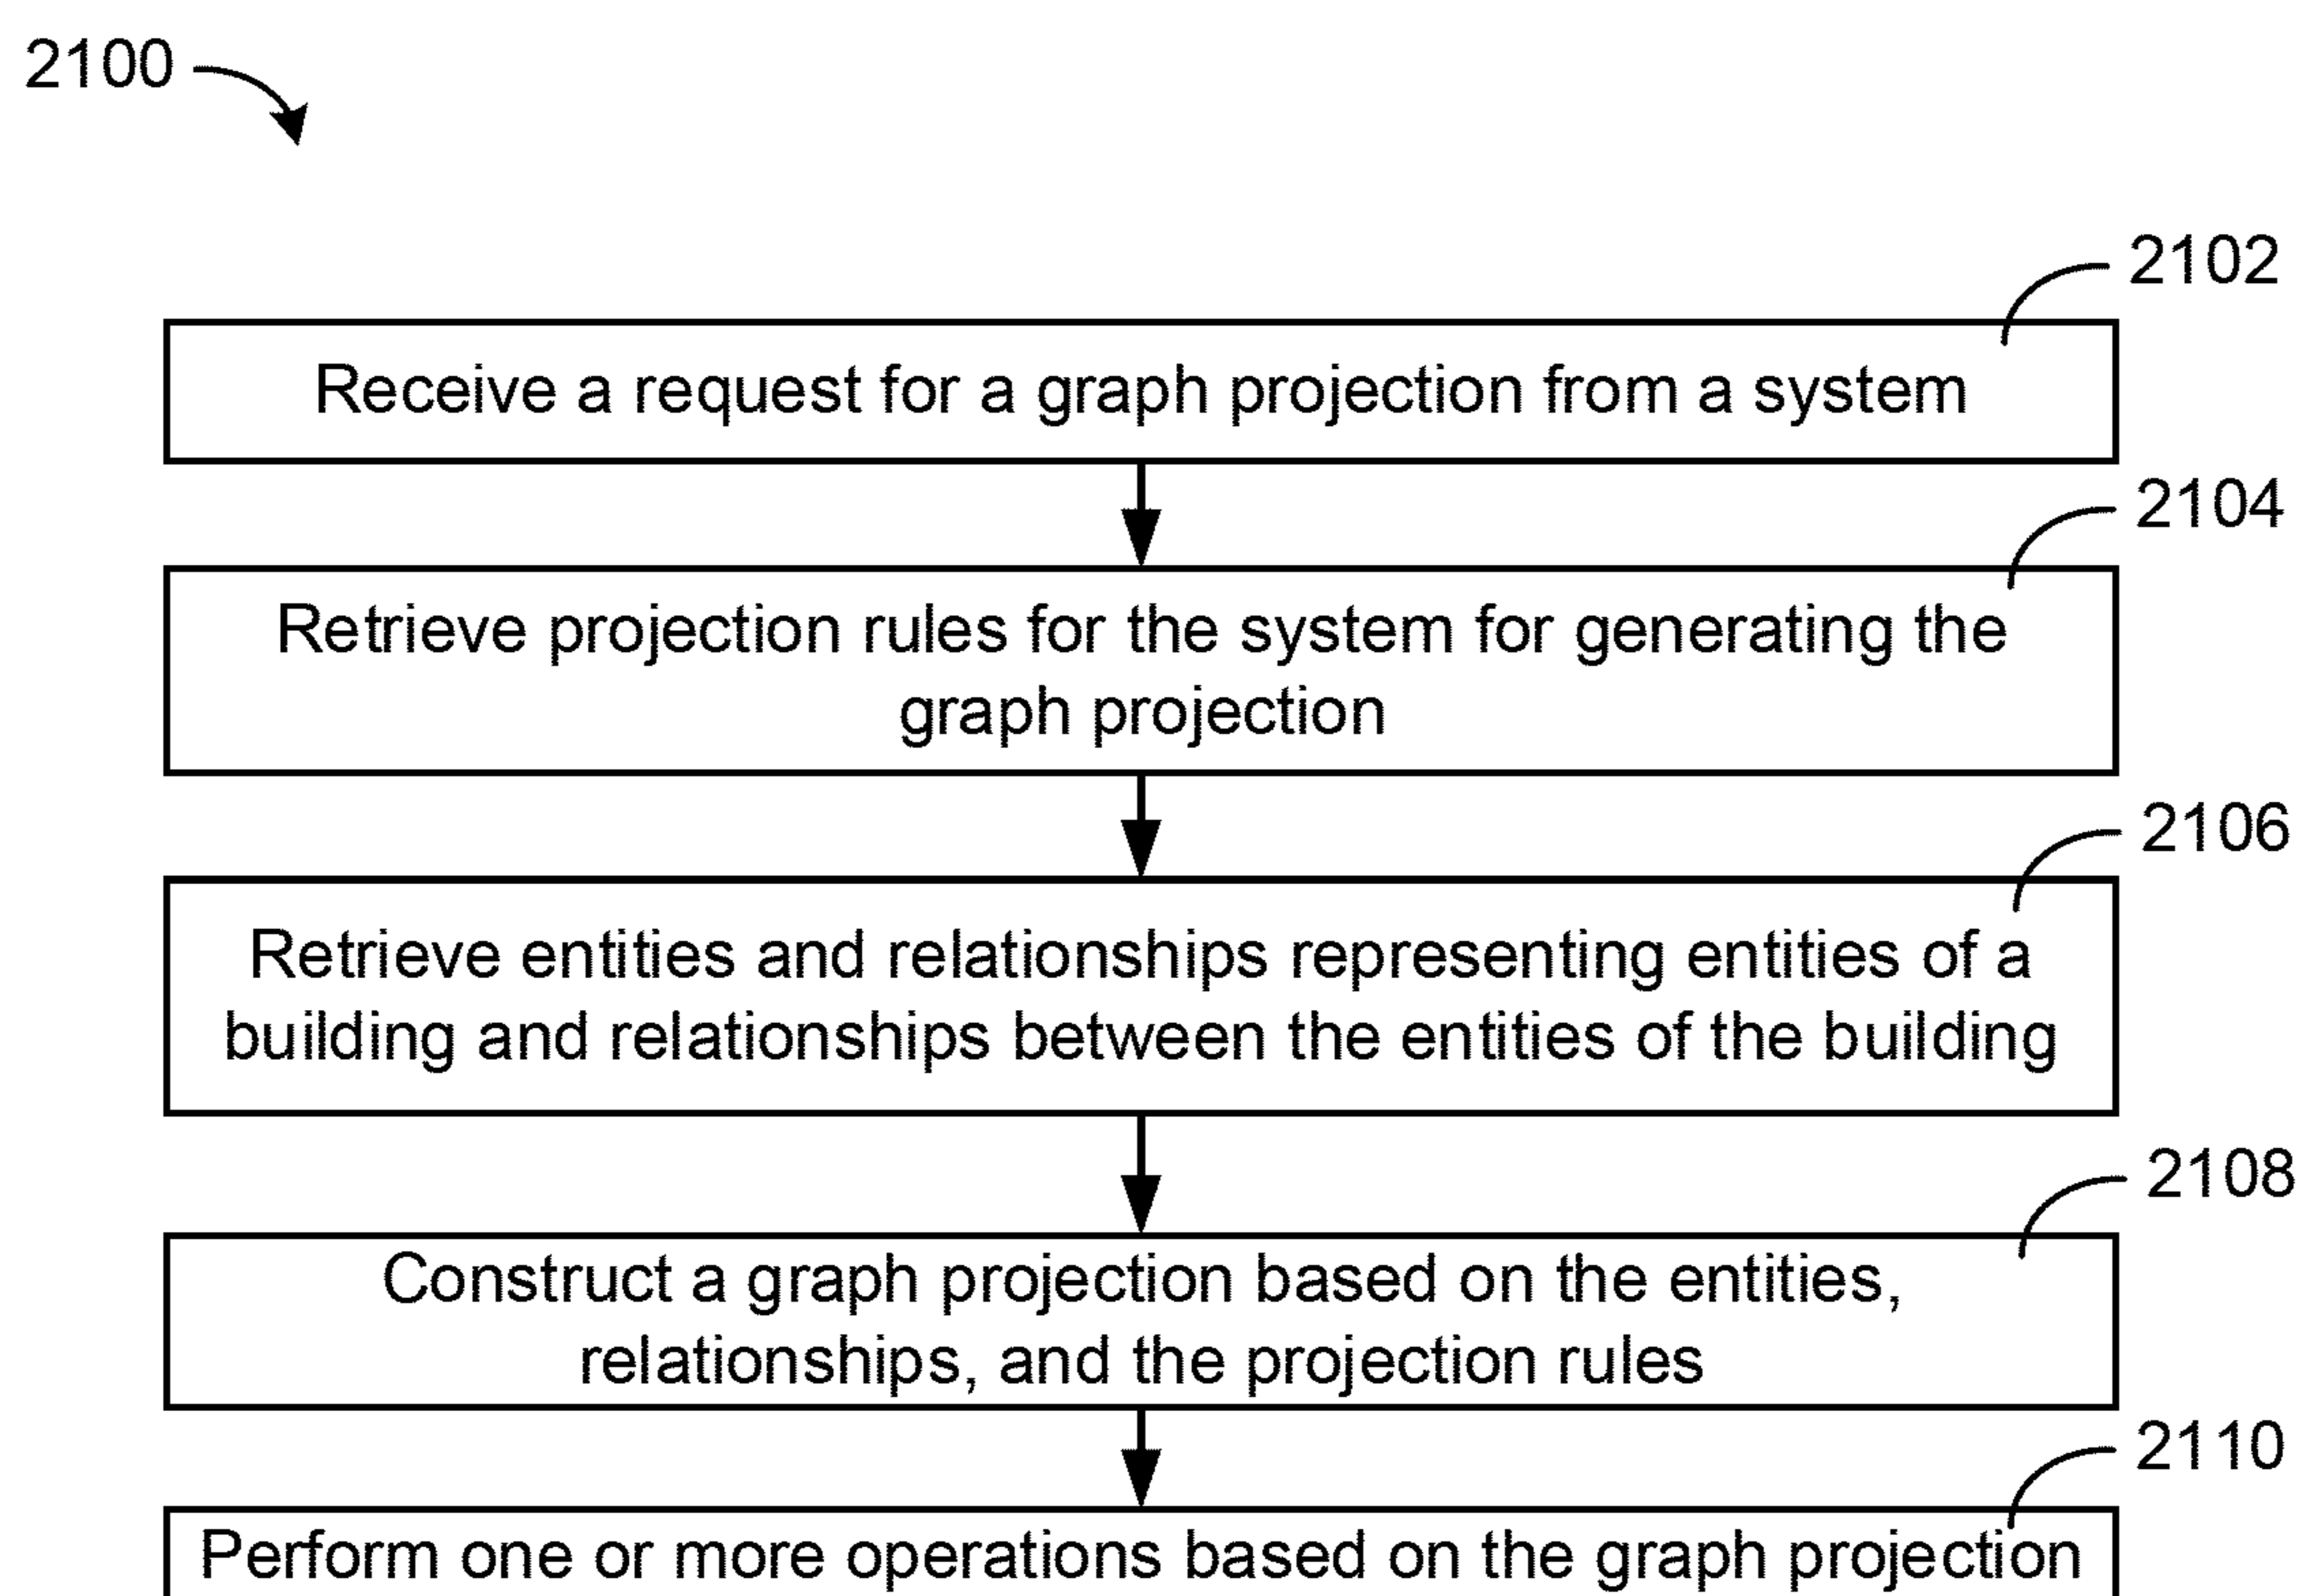 2100
2102
Receive a request for a graph projection from a system
2104
Retrieve projection rules for the system for generating the
graph projection
2106
Retrieve entities and relationships representing entities of a
building and relationships between the entities of the building
2108
Construct a graph projection based on the entities,
relationships, and the projection rules
2110
Perform one or more operations based on the graph projection